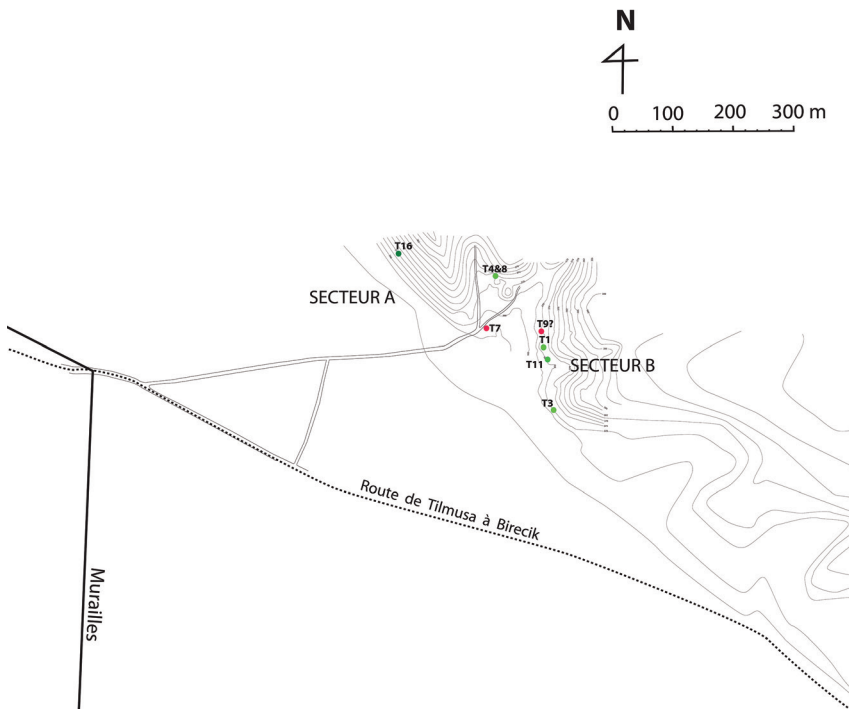 N
0 100 200 300 m
T16
T4&8
SECTEUR A
T7
T9?
T1
T11
SECTEUR B
T3
Route de Tilmusa à Birecik
Murailles